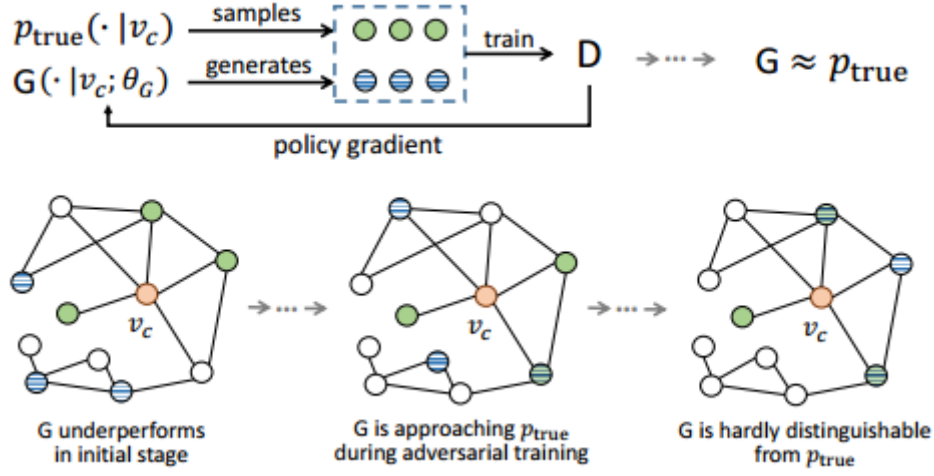 p_true(· |v_c) samples train D ... G ≈ p_true
G(· |v_c; θ_G) generates
policy gradient
v_c ... v_c ... v_c
G underperforms
in initial stage
G is approaching p_true
during adversarial training
G is hardly distinguishable
from p_true